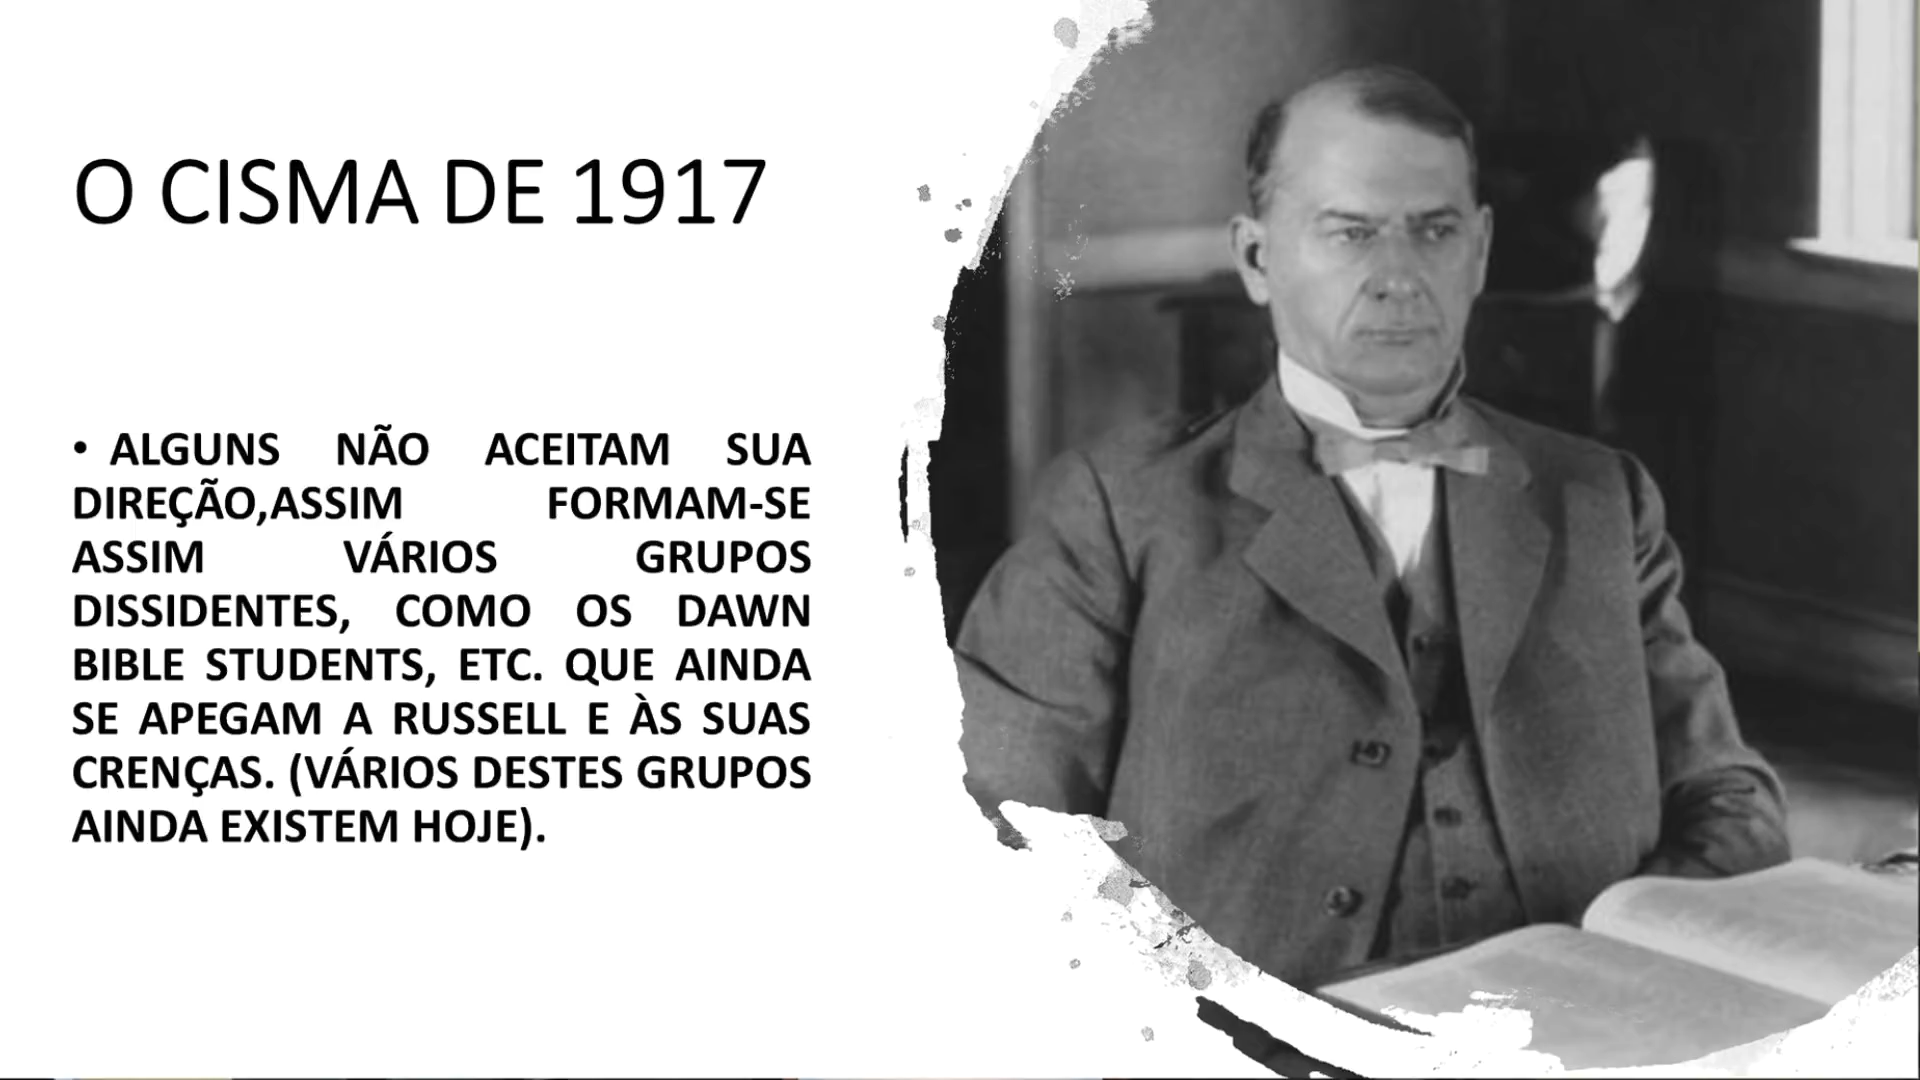 O CISMA DE 1917
• ALGUNS NÃO ACEITAM SUA
DIREÇÃO,ASSIM FORMAM-SE
ASSIM VÁRIOS GRUPOS
DISSIDENTES, COMO OS DAWN
BIBLE STUDENTS, ETC. QUE AINDA
SE APEGAM A RUSSELL E ÀS SUAS
CRENÇAS. (VÁRIOS DESTES GRUPOS
AINDA EXISTEM HOJE).